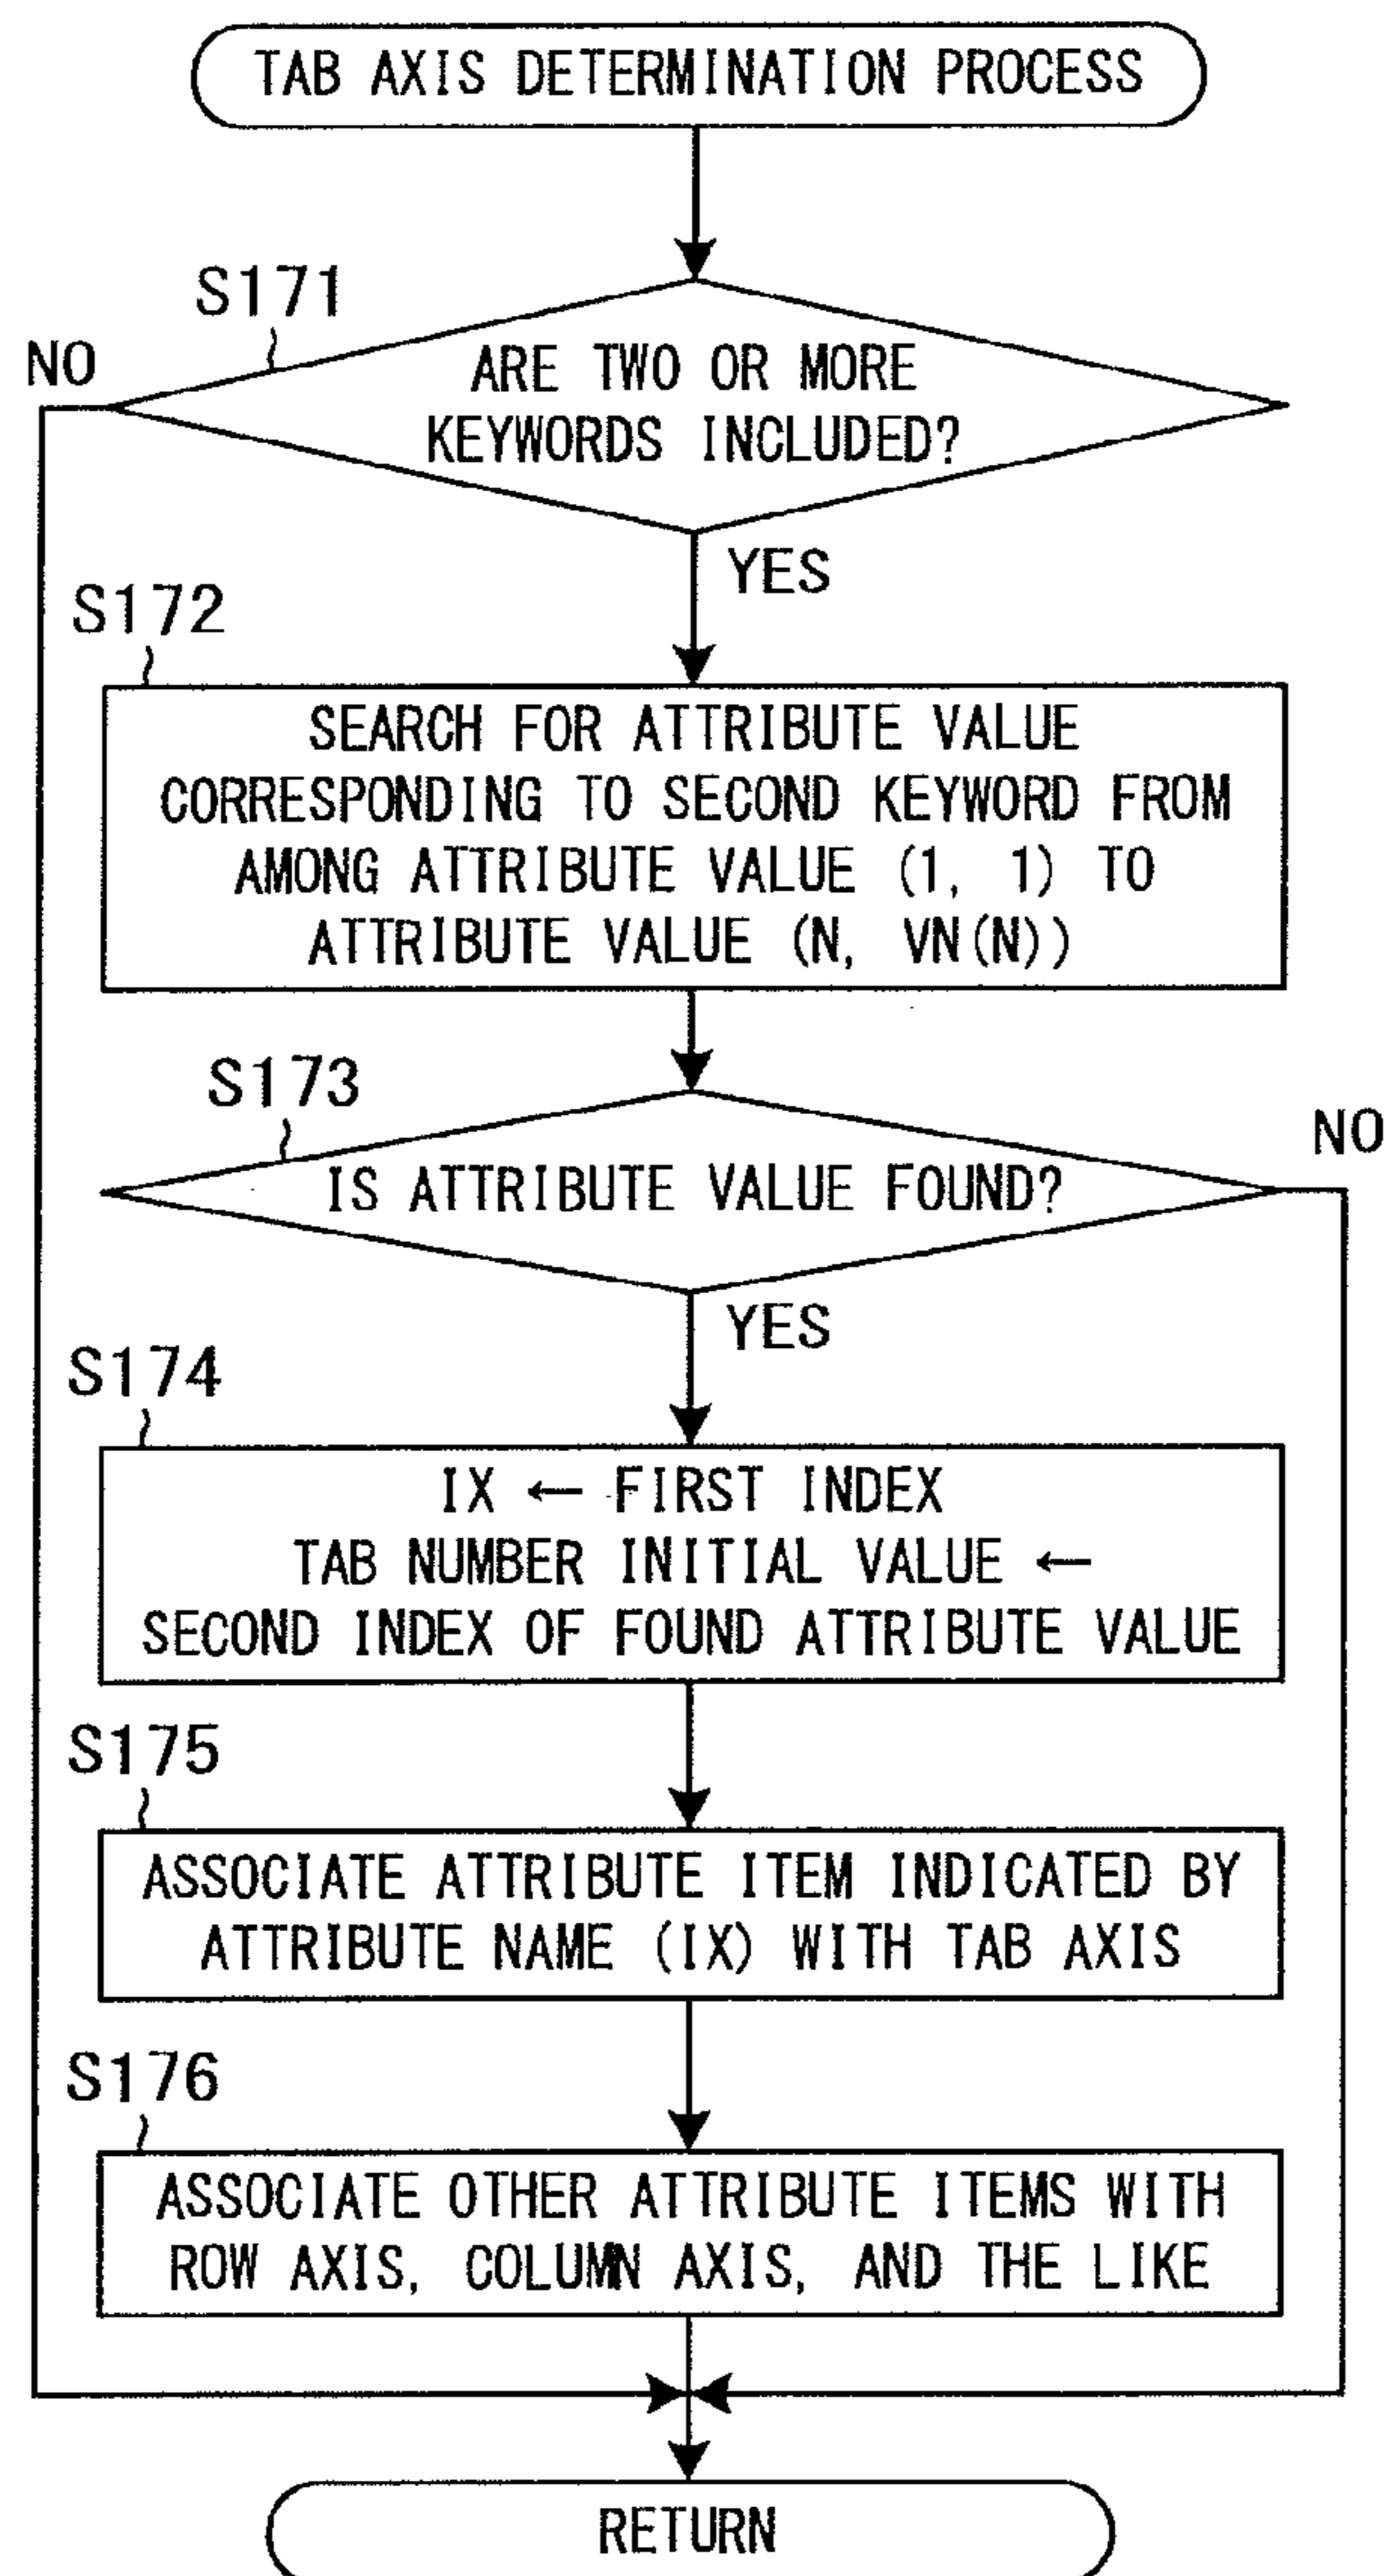 TAB AXIS DETERMINATION PROCESS
S171
NO
ARE TWO OR MORE
KEYWORDS INCLUDED?
YES
S172
SEARCH FOR ATTRIBUTE VALUE
CORRESPONDING TO SECOND KEYWORD FROM
AMONG ATTRIBUTE VALUE (1, 1) TO
ATTRIBUTE VALUE (N, VN(N))
S173
NO
IS ATTRIBUTE VALUE FOUND?
YES
S174
IX ← FIRST INDEX
TAB NUMBER INITIAL VALUE ←
SECOND INDEX OF FOUND ATTRIBUTE VALUE
S175
ASSOCIATE ATTRIBUTE ITEM INDICATED BY
ATTRIBUTE NAME (IX) WITH TAB AXIS
S176
ASSOCIATE OTHER ATTRIBUTE ITEMS WITH
ROW AXIS, COLUMN AXIS, AND THE LIKE
RETURN